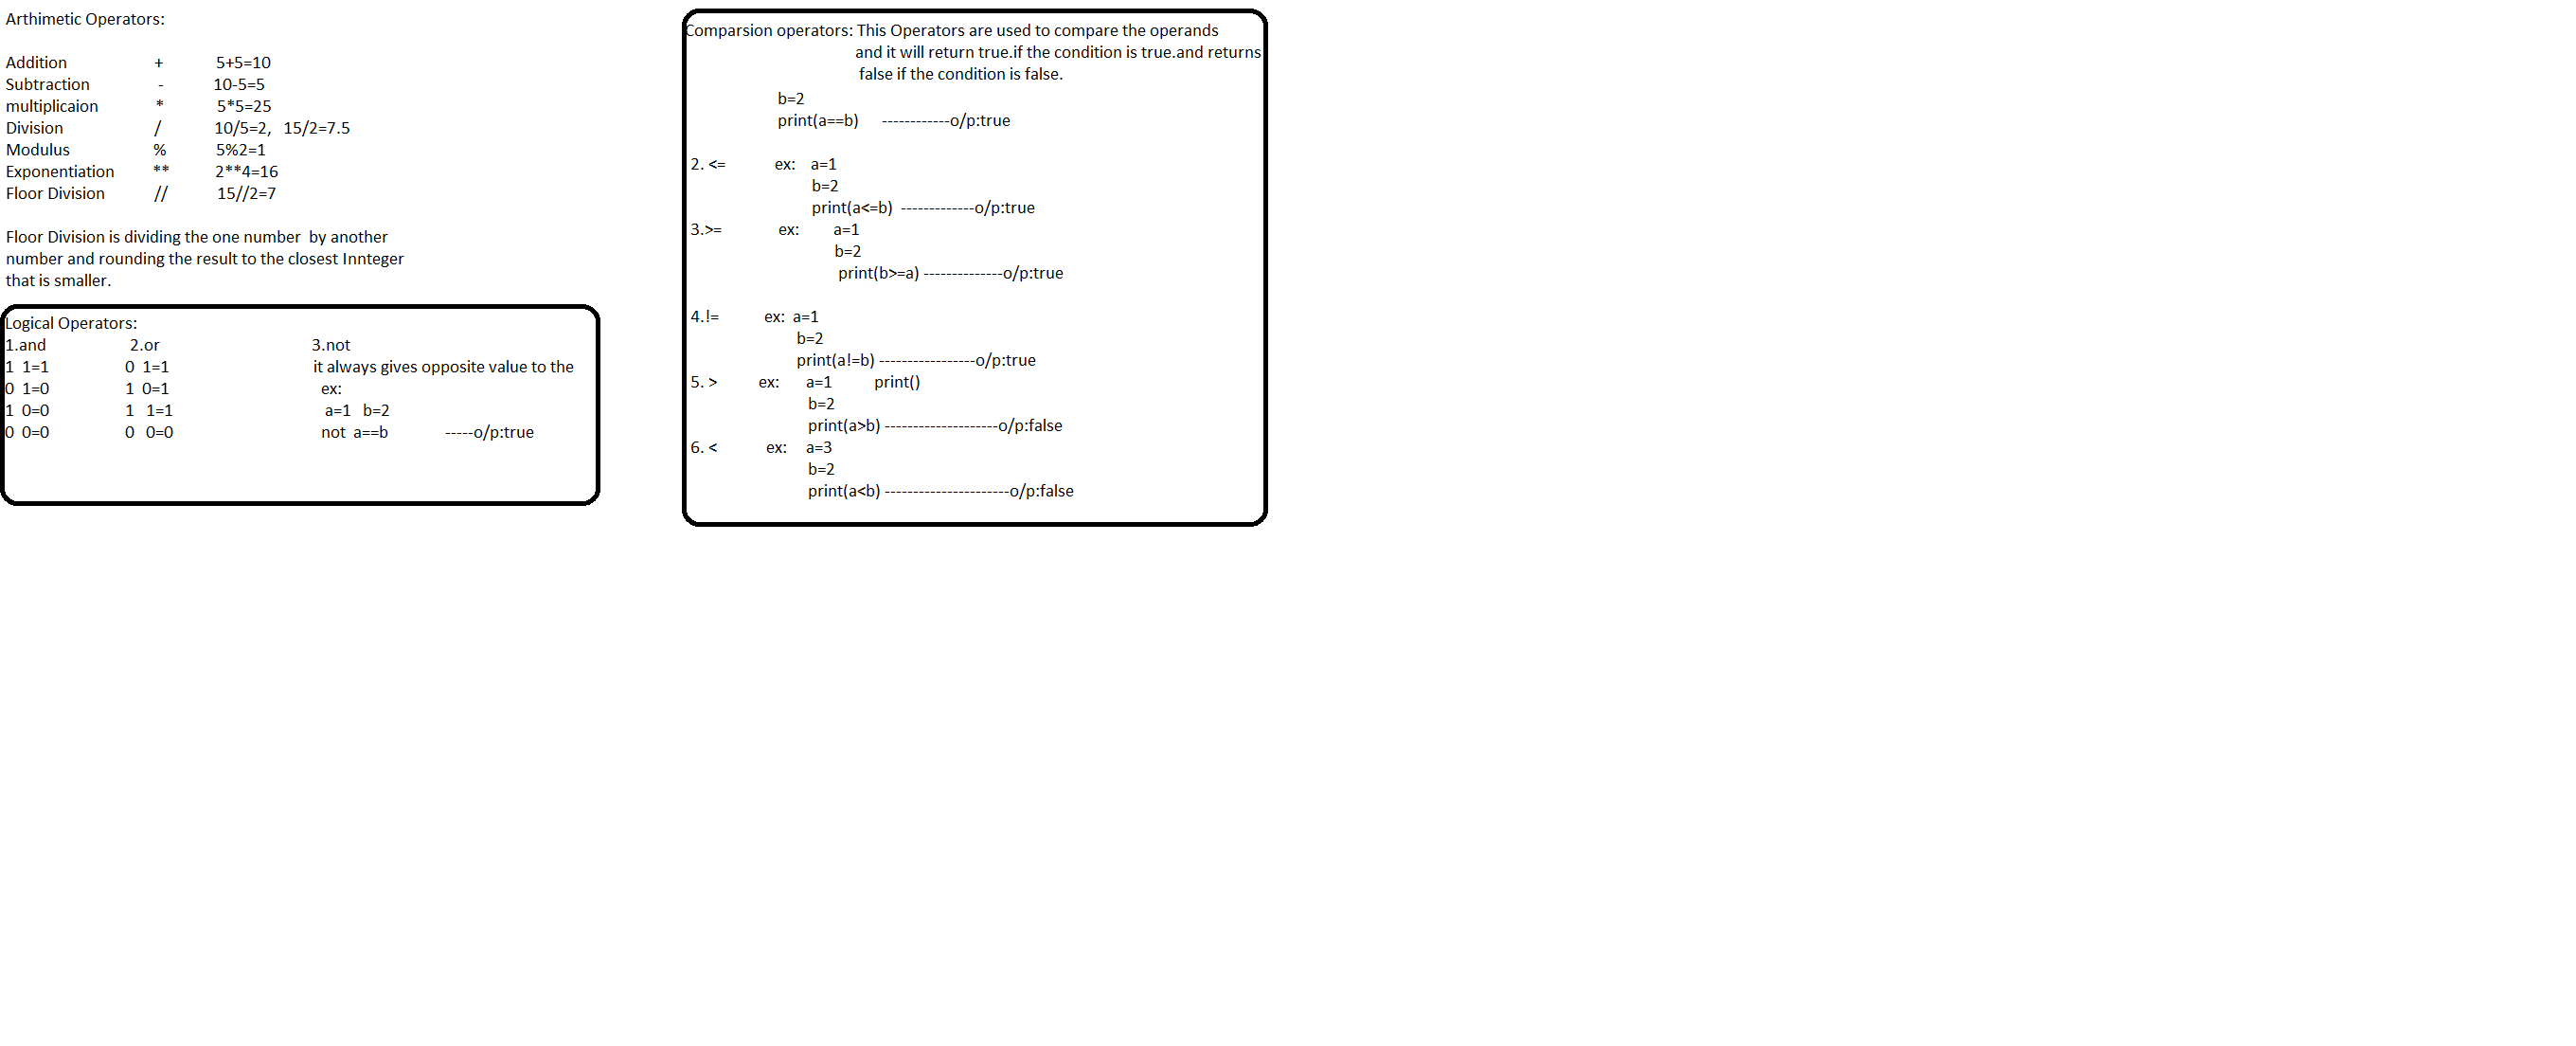 Arthimetic Operators:
Addition + 5+5=10
Subtraction - 10-5=5
multiplicaion * 5*5=25
Division / 10/5=2, 15/2=7.5
Modulus % 5%2=1
Exponentiation ** 2**4=16
Floor Division // 15//2=7
Floor Division is dividing the one number by another
number and rounding the result to the closest Innteger
that is smaller.
Logical Operators:
1.and 2.or 3.not
1 1=1 0 1=1 it always gives opposite value to the
0 1=0 1 0=1 ex:
1 0=0 1 1=1 a=1 b=2
0 0=0 0 0=0 not a==b -----o/p:true
Comparsion operators: This Operators are used to compare the operands
and it will return true.if the condition is true.and returns
false if the condition is false.
b=2
print(a==b) ------------o/p:true
2. <= ex: a=1
b=2
print(a<=b) -------------o/p:true
3.>= ex: a=1
b=2
print(b>=a) --------------o/p:true
4.!= ex: a=1
b=2
print(a!=b) -----------------o/p:true
5. > ex: a=1 print()
b=2
print(a>b) --------------------o/p:false
6. < ex: a=3
b=2
print(a<b) ----------------------o/p:false